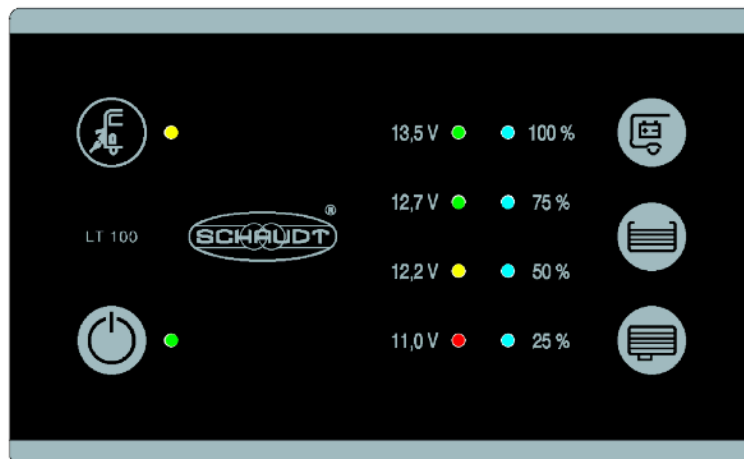 13,5 V 100 %
®
12,7 V 75 %
LT 100 SCHAUDT
12,2 V 50 %
11,0 V 25 %